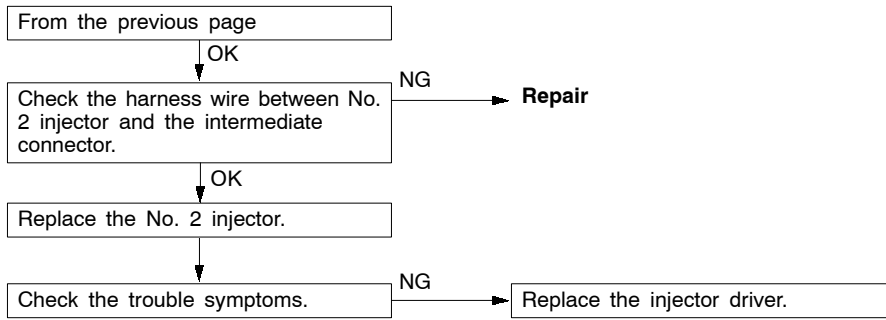 From the previous page
OK
Check the harness wire between No.
2 injector and the intermediate
connector.
NG
Repair
OK
Replace the No. 2 injector.
Check the trouble symptoms.
NG
Replace the injector driver.